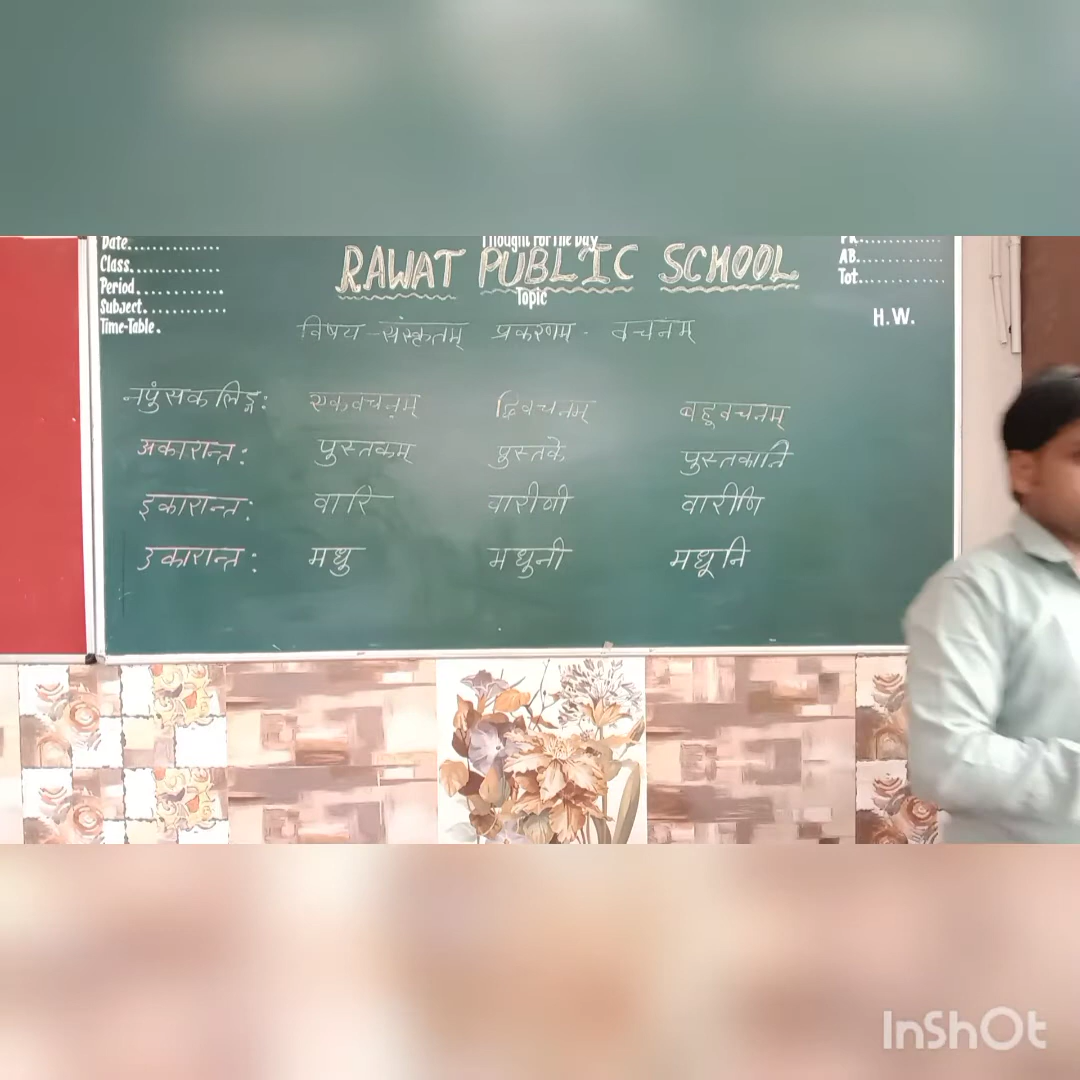 Thought For The Day
Date..............
Class.............
Period............
Subject............
Time-Table.
RAWAT PUBLIC SCHOOL
Topic
AB.............
Tot.............
H.W.
विषय - संस्कृतम् प्रकरणम - वचनम्
नपुंसकलिङ्ग: एकवचनम् द्विवचनम् बहूवचनम्
अकारान्त: पुस्तकम् पुस्तके पुस्तकानि
इकारान्त: वारि वारीणी वारीणि
उकारान्त: मधु मधुनी मधूनि
InShOt